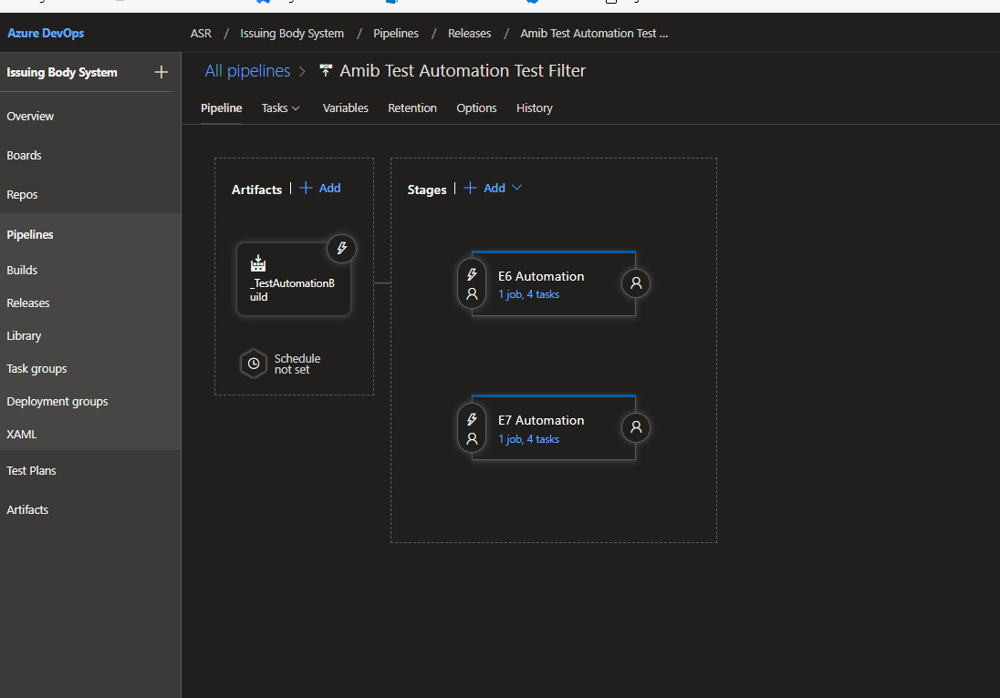 Azure DevOps
ASR / Issuing Body System / Pipelines / Releases / Amib Test Automation Test ...
Issuing Body System
Overview
Boards
Repos
Pipelines
Builds
Releases
Library
Task groups
Deployment groups
XAML
Test Plans
Artifacts
All pipelines > Amib Test Automation Test Filter
Pipeline Tasks Variables Retention Options History
Artifacts | + Add
_TestAutomationB
uild
Schedule
not set
Stages | + Add
E6 Automation
1 job, 4 tasks
E7 Automation
1 job, 4 tasks